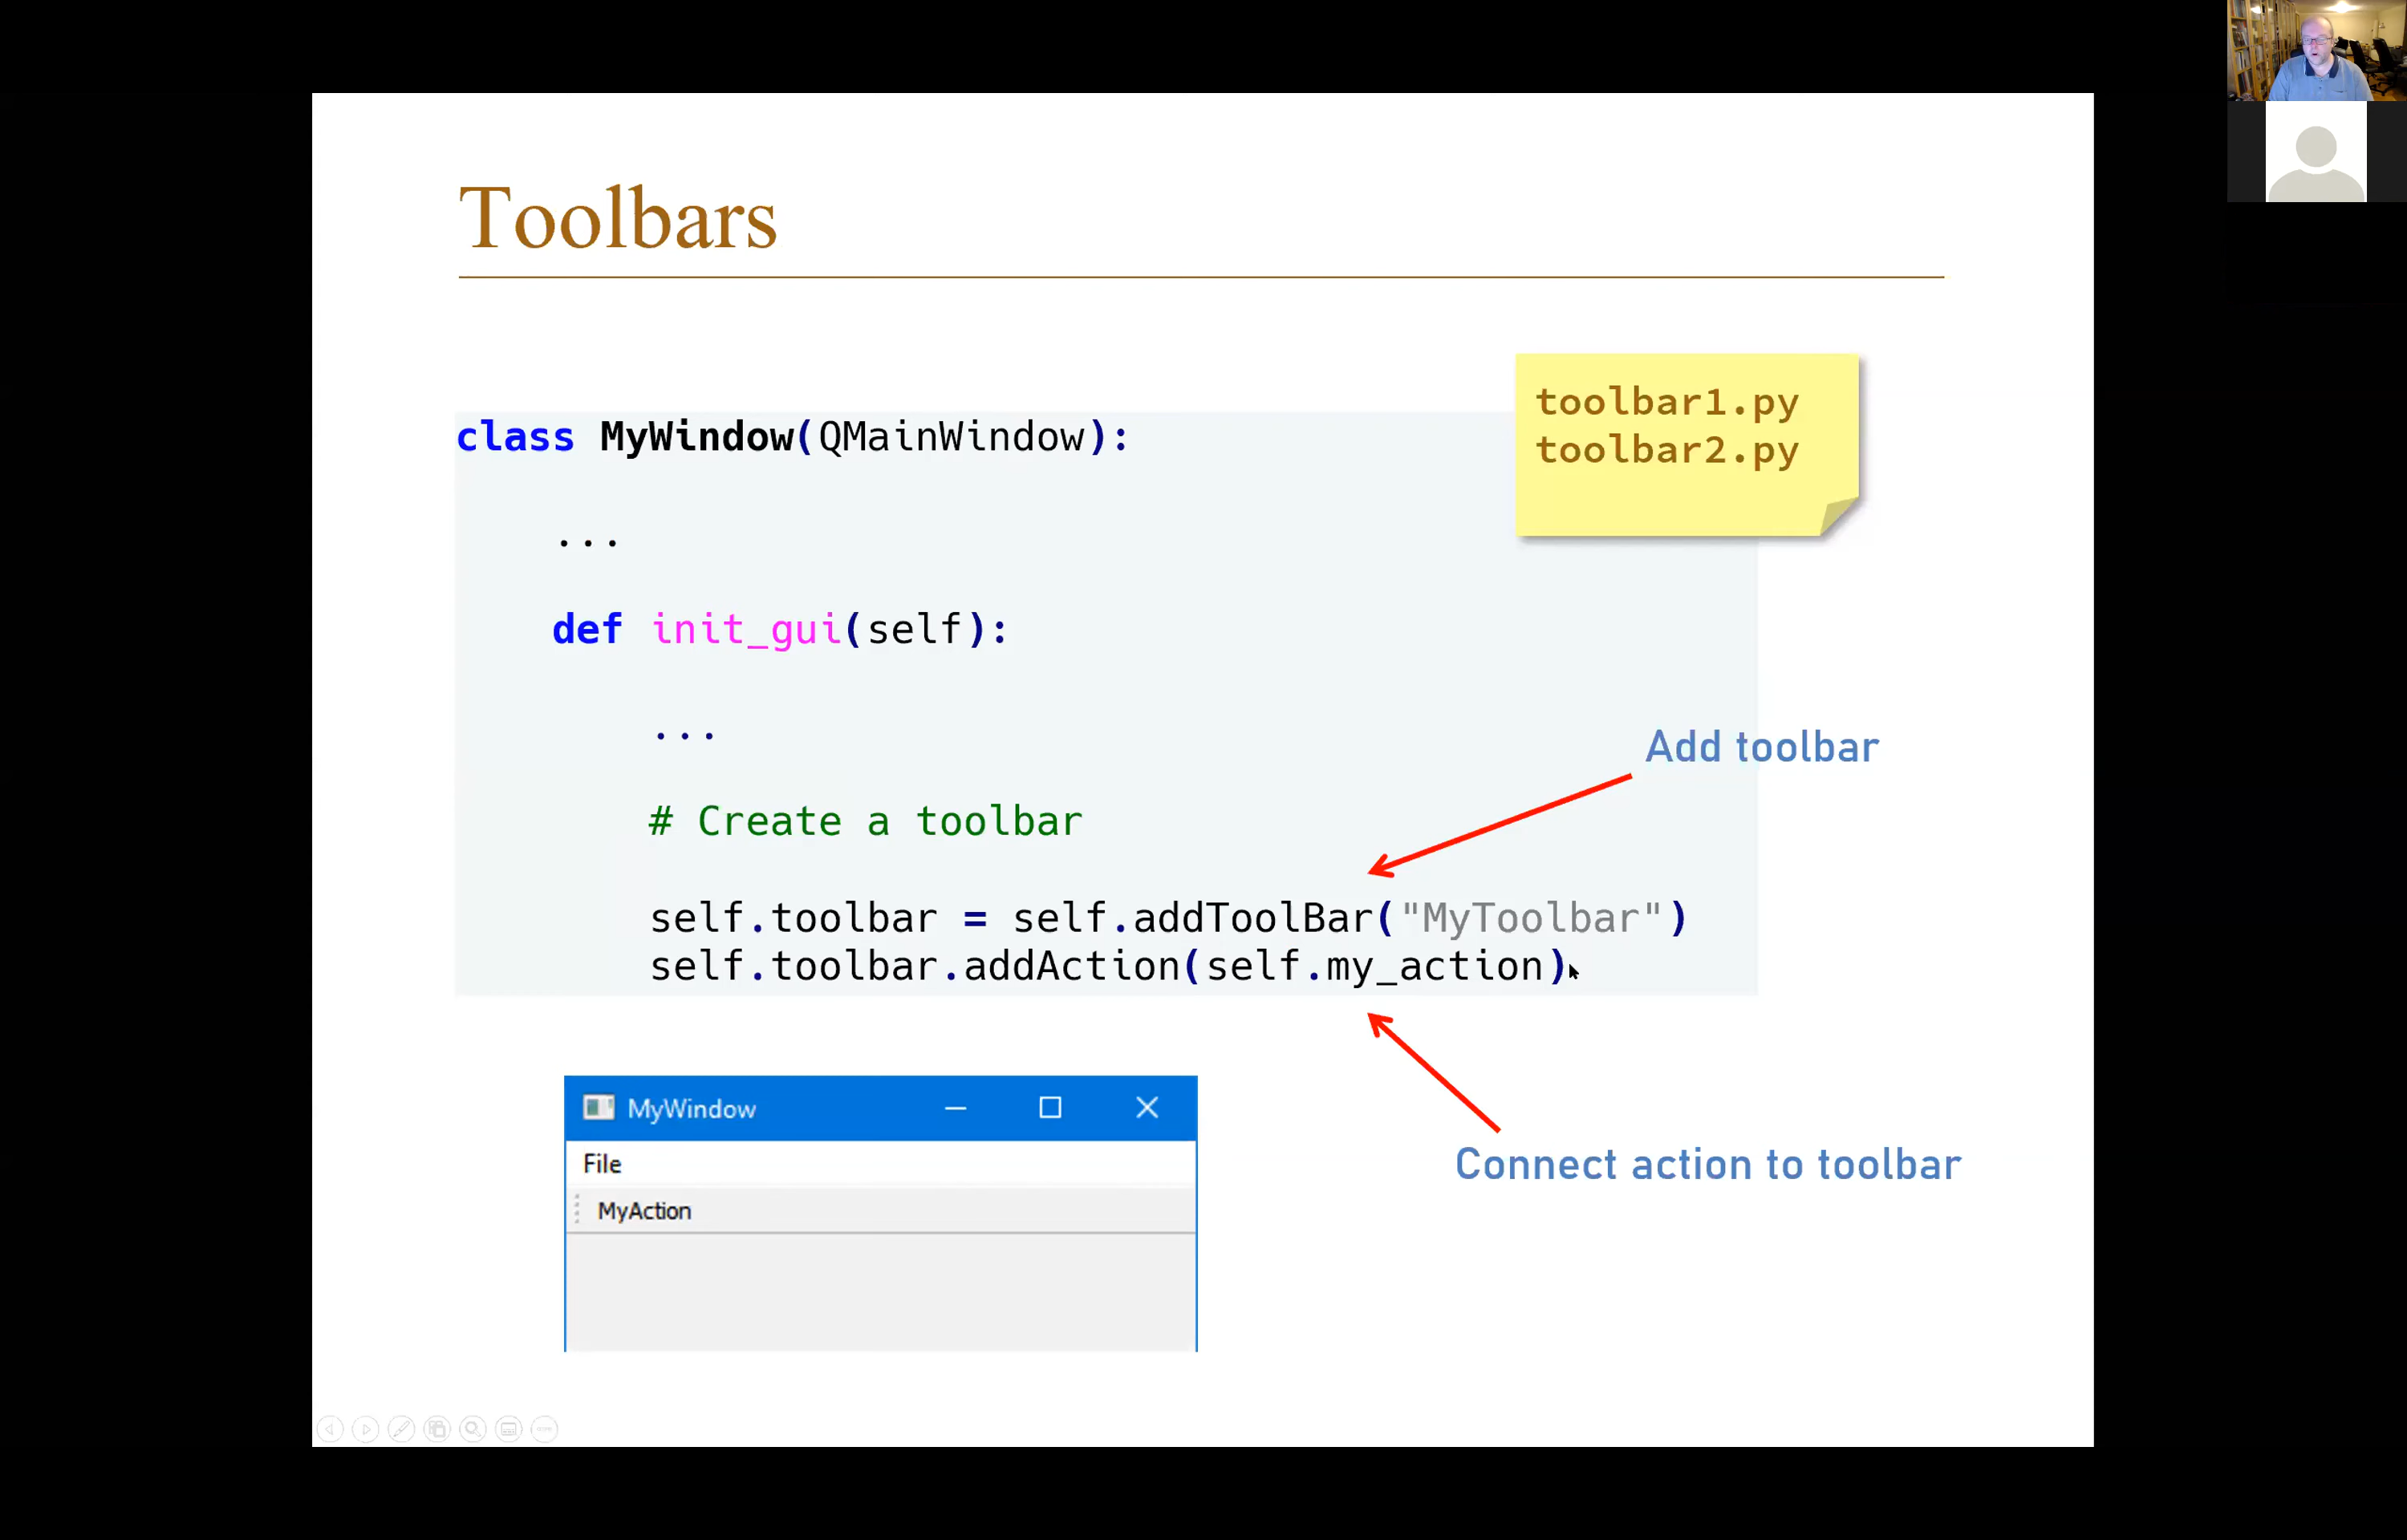 Toolbars
toolbar1.py
toolbar2.py
class MyWindow(QMainWindow):
...
def init_gui(self):
...
# Create a toolbar
self.toolbar = self.addToolBar("MyToolbar")
self.toolbar.addAction(self.my_action)
Add toolbar
Connect action to toolbar
MyWindow
File
MyAction